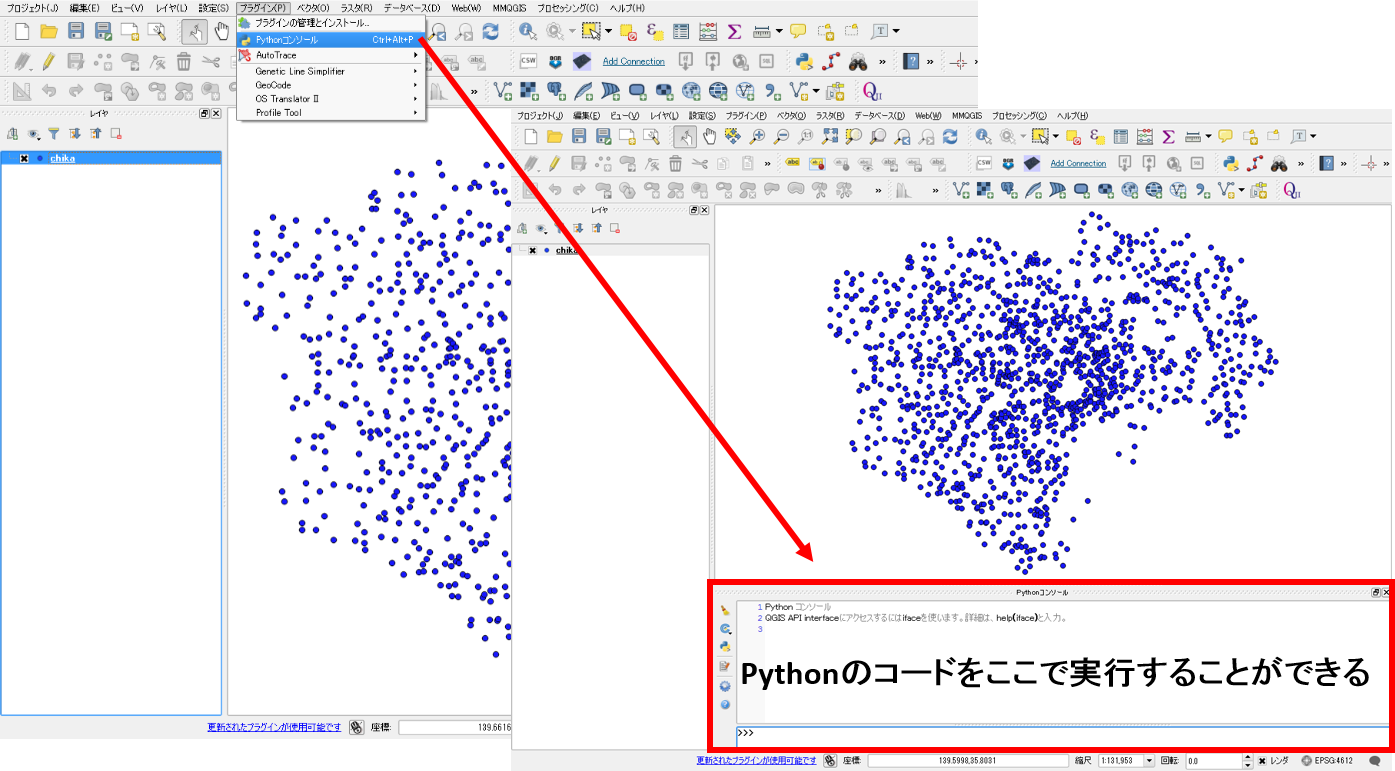 プロジェクト(J) 編集(E) ビュー(V) レイヤ(L) 設定(S) プラグイン(P) ベクタ(O) ラスタ(R) データベース(D) Web(W) MMQGIS プロセッシング(C) ヘルプ(H)
プラグインの管理とインストール...
Pythonコンソール Ctrl+Alt+P
AutoTrace
Genetic Line Simplifier
GeoCode
OS Translator II
Profile Tool
CSW Add Connection
レイヤ
chika
更新されたプラグインが使用可能です 座標: 139.6616
プロジェクト(J) 編集(E) ビュー(V) レイヤ(L) 設定(S) プラグイン(P) ベクタ(O) ラスタ(R) データベース(D) Web(W) MMQGIS プロセッシング(C) ヘルプ(H)
abc CSW Add Connection
レイヤ
chika
Pythonコンソール
1 Python コンソール
2 QGIS API interfaceにアクセスするにはifaceを使います。詳細は、help(iface)と入力。
3
Pythonのコードをここで実行することができる
>>>
更新されたプラグインが使用可能です 座標: 139.5998,35.8031 縮尺 1:131,953 回転: 0.0 レンダ EPSG:4612